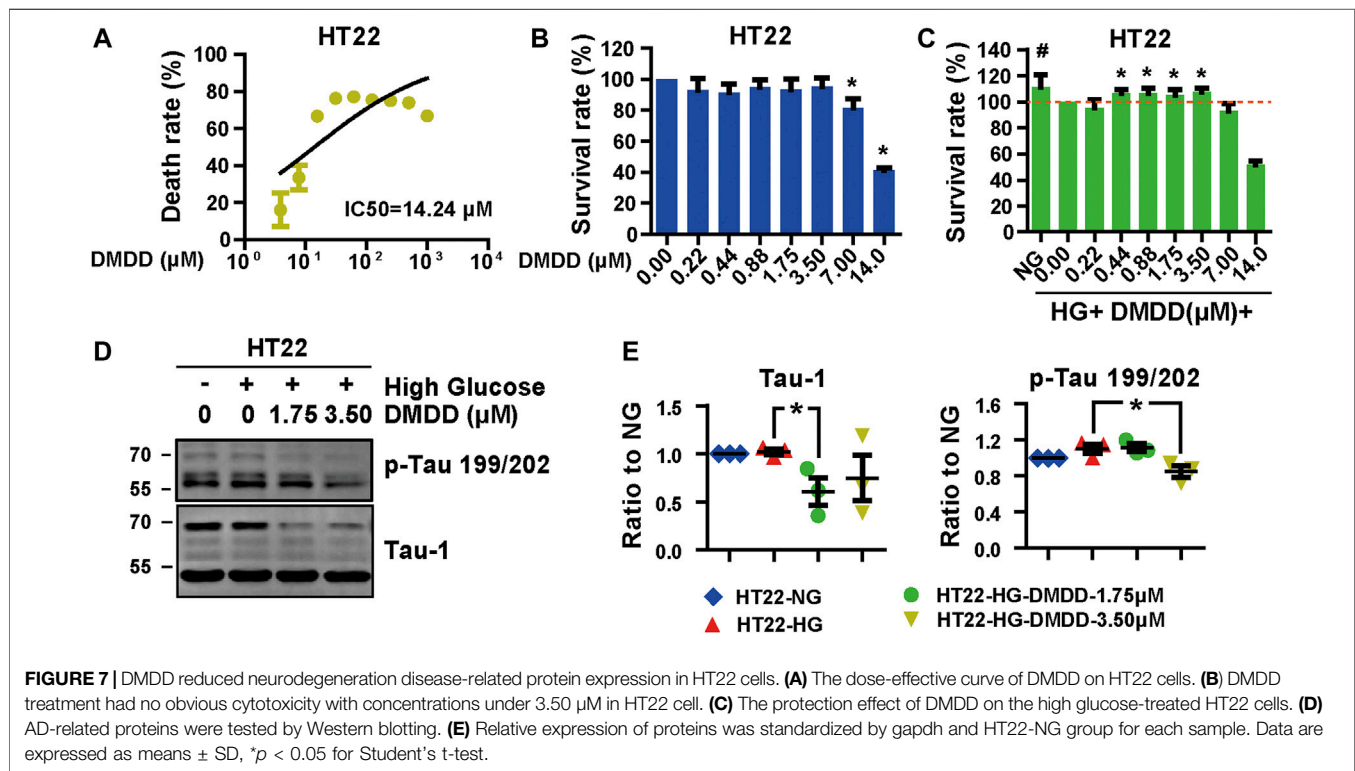 A
HT22
Death rate (%)
100
80
60
40
20
0
IC50=14.24 μM
DMDD (μM)
10⁰ 10¹ 10² 10³ 10⁴
B
HT22
Survival rate (%)
120
100
80
60
40
20
0
*
*
DMDD (μM)
0.00 0.22 0.44 0.88 1.75 3.50 7.00 14.0
C
HT22
Survival rate (%)
140
120
100
80
60
40
20
0
# * * * *
NG 0.00 0.22 0.44 0.88 1.75 3.50 7.00 14.0
HG+ DMDD(μM)+
D
HT22
- + + + High Glucose
0 0 1.75 3.50 DMDD (μM)
70
55
p-Tau 199/202
70
55
Tau-1
E
Tau-1
Ratio to NG
1.5
1.0
0.5
0.0
*
p-Tau 199/202
Ratio to NG
1.6
1.2
0.8
0.4
0.0
*
HT22-NG
HT22-HG
HT22-HG-DMDD-1.75μM
HT22-HG-DMDD-3.50μM
FIGURE 7 | DMDD reduced neurodegeneration disease-related protein expression in HT22 cells. (A) The dose-effective curve of DMDD on HT22 cells. (B) DMDD
treatment had no obvious cytotoxicity with concentrations under 3.50 μM in HT22 cell. (C) The protection effect of DMDD on the high glucose-treated HT22 cells. (D)
AD-related proteins were tested by Western blotting. (E) Relative expression of proteins was standardized by gapdh and HT22-NG group for each sample. Data are
expressed as means ± SD, *p < 0.05 for Student's t-test.